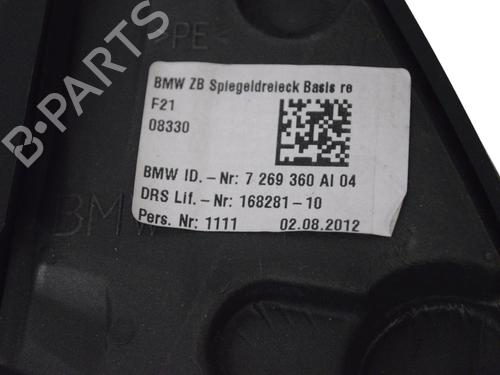 >PE<
BMW ZB Spiegeldreieck Basis re
F21
08330
BMW ID. - Nr: 7 269 360 AI 04
DRS Lif. - Nr: 168281-10
Pers. Nr: 1111 02.08.2012
BMW
B-PARTS